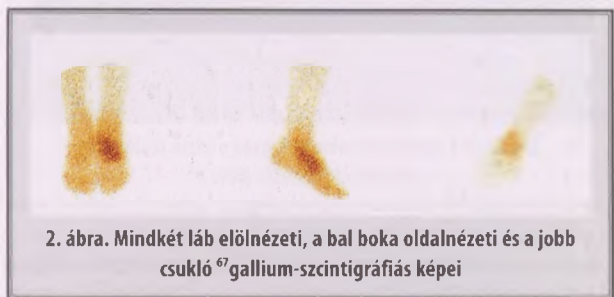 2. ábra. Mindkét láb elölnézeti, a bal boka oldalnézeti és a jobb
csukló ⁶⁷gallium-szcintigráfiás képei